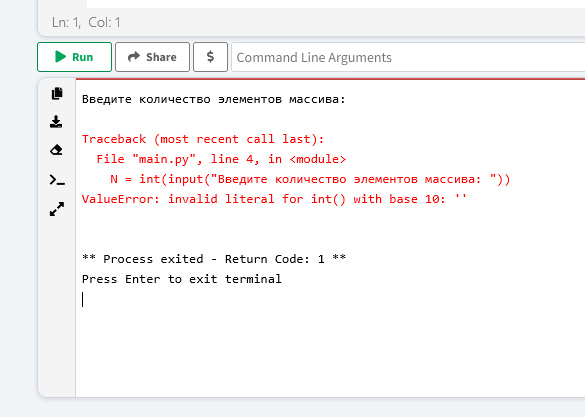 Ln: 1, Col: 1
Run Share $ Command Line Arguments
Введите количество элементов массива:
Traceback (most recent call last):
  File "main.py", line 4, in <module>
    N = int(input("Введите количество элементов массива: "))
ValueError: invalid literal for int() with base 10: ''
** Process exited - Return Code: 1 **
Press Enter to exit terminal